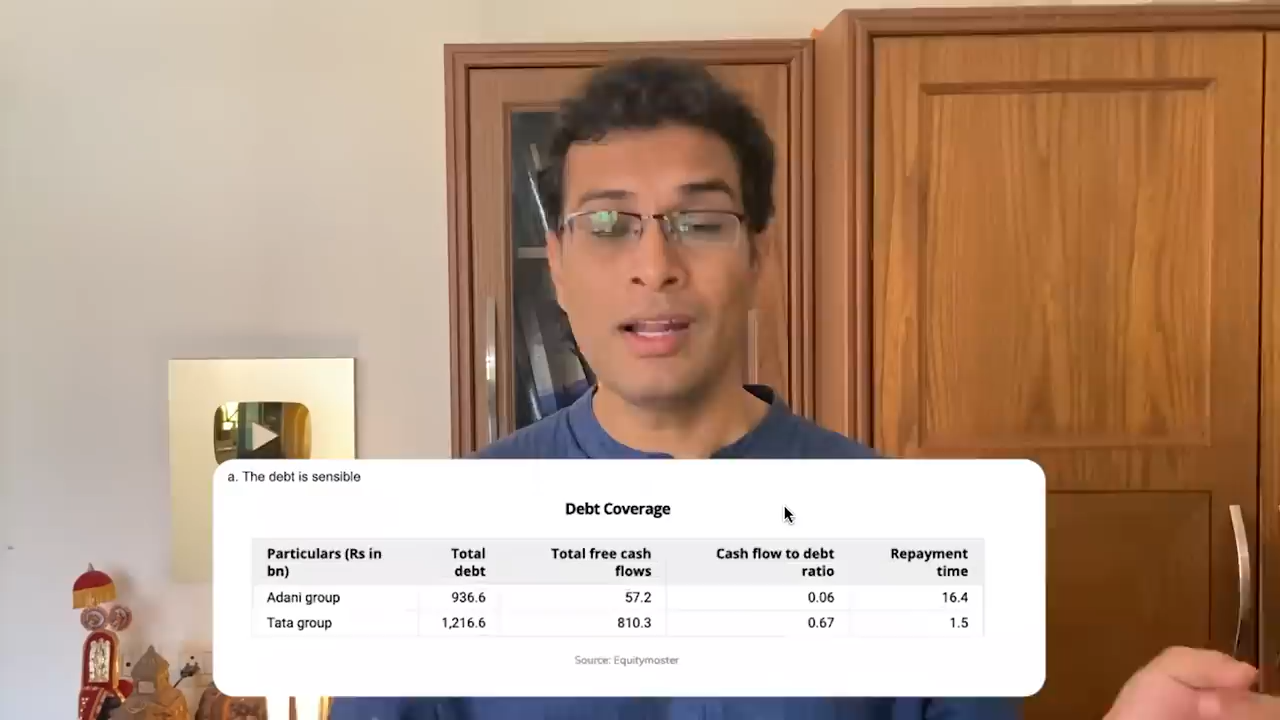 a. The debt is sensible
Debt Coverage
Particulars (Rs in bn) Total debt Total free cash flows Cash flow to debt ratio Repayment time
Adani group 936.6 57.2 0.06 16.4
Tata group 1,216.6 810.3 0.67 1.5
Source: Equitymoster